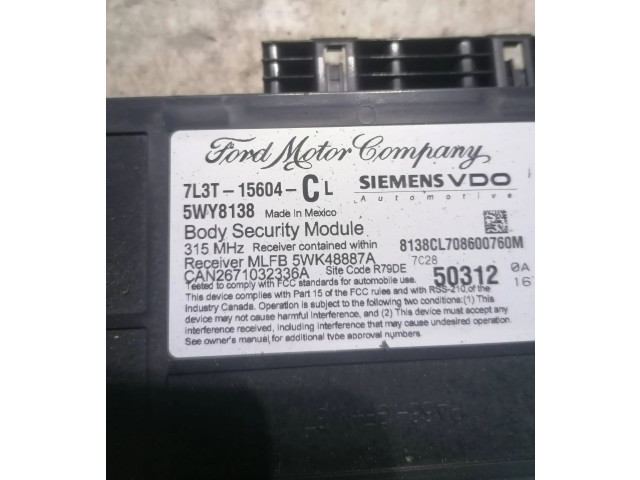 Ford Motor Company
7L3T-15604-CL
SIEMENS VDO
Automotive
5WY8138 Made in Mexico
Body Security Module
315 MHz Receiver contained within
8138CL708600760M
Receiver MLFB 5WK48887A
7C28
CAN2671032336A Site Code R79DE
50312 0A
16
Tested to comply with FCC standards for automobile use.
This device complies with Part 15 of the FCC rules and with RSS-210 of the
Industry Canada. Operation is subject to the following two conditions:(1) This
device may not cause harmful interference, and (2) This device must accept any
interference received, including interference that may cause undesired operation.
See owner's manual for additional type approval numbers.